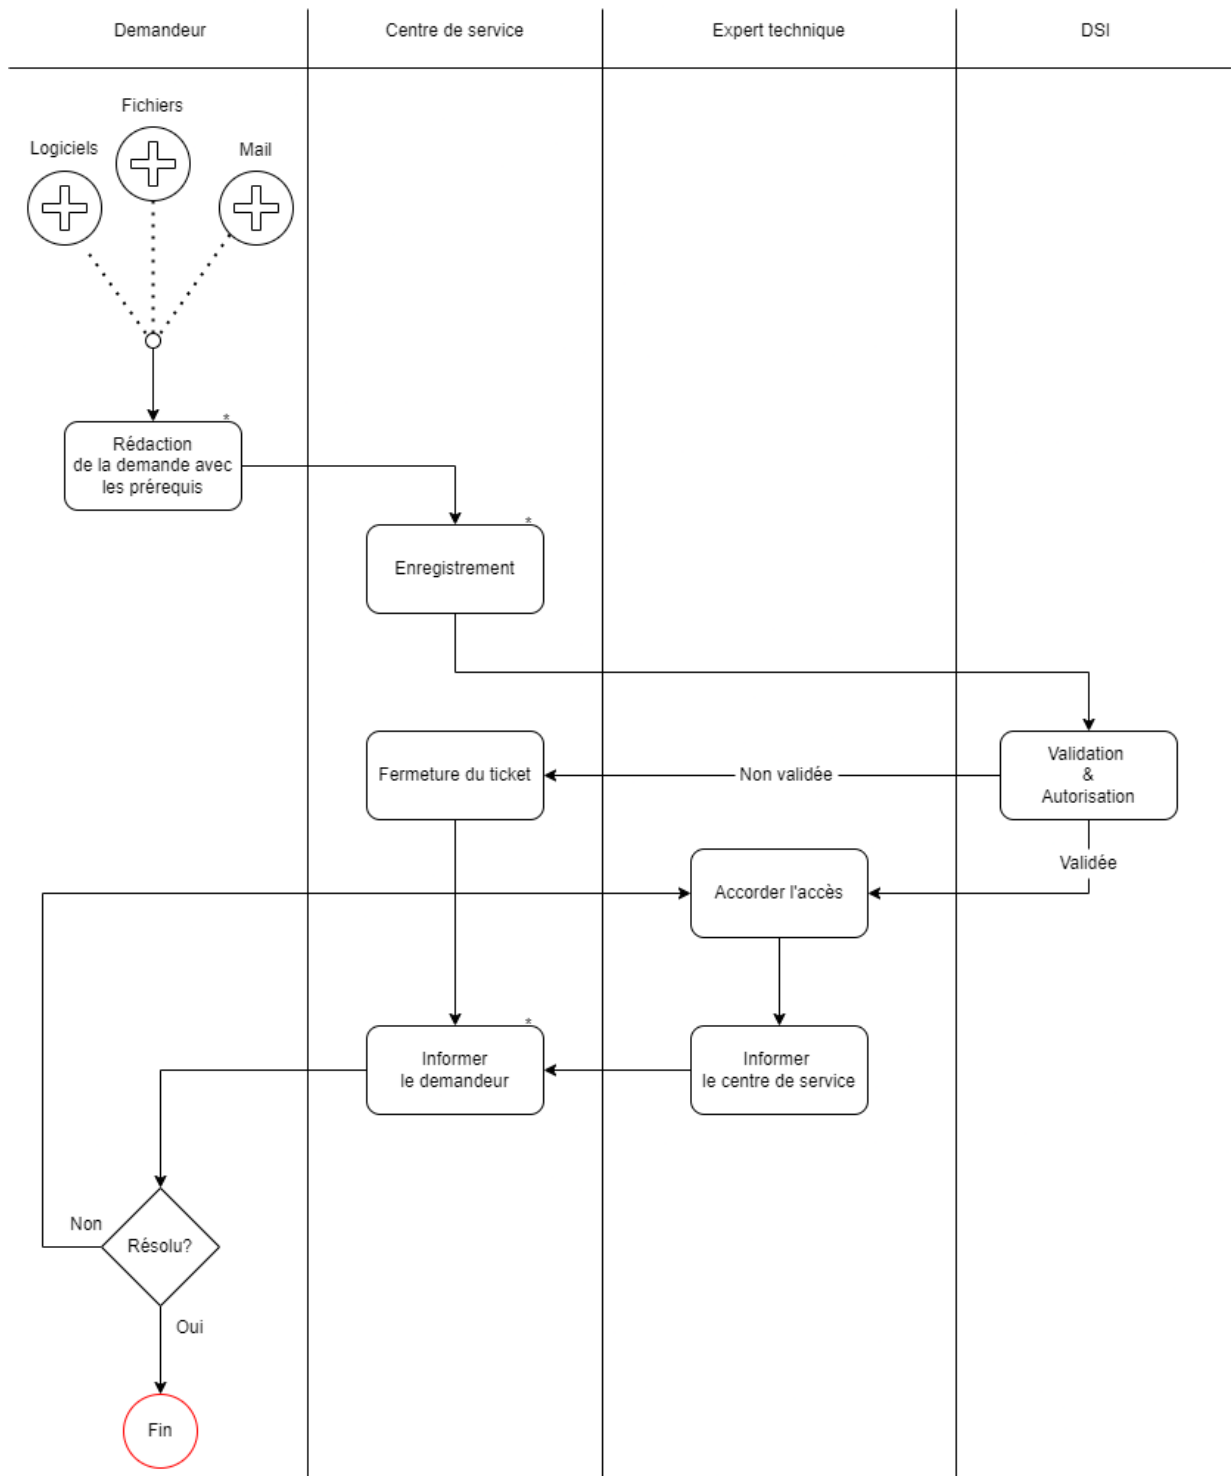 Demandeur
Centre de service
Expert technique
DSI
Fichiers
Logiciels
Mail
*
Rédaction
de la demande avec
les prérequis
*
Enregistrement
Fermeture du ticket
Non validée
Validation
&
Autorisation
Validée
Accorder l'accès
*
Informer
le demandeur
Informer
le centre de service
Non
Résolu?
Oui
Fin